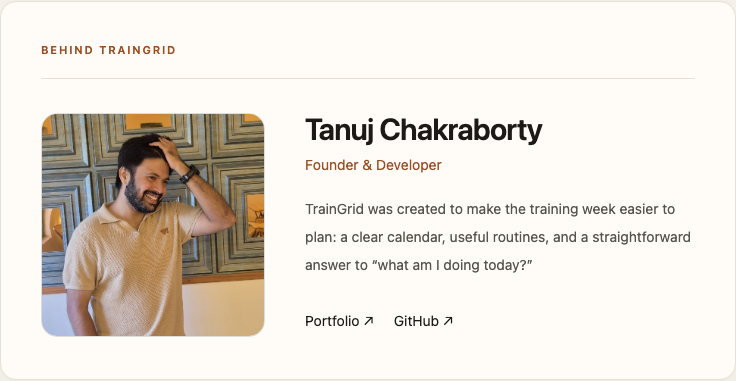 BEHIND TRAINGRID
Tanuj Chakraborty
Founder & Developer
TrainGrid was created to make the training week easier to
plan: a clear calendar, useful routines, and a straightforward
answer to “what am I doing today?”
Portfolio ↗ GitHub ↗